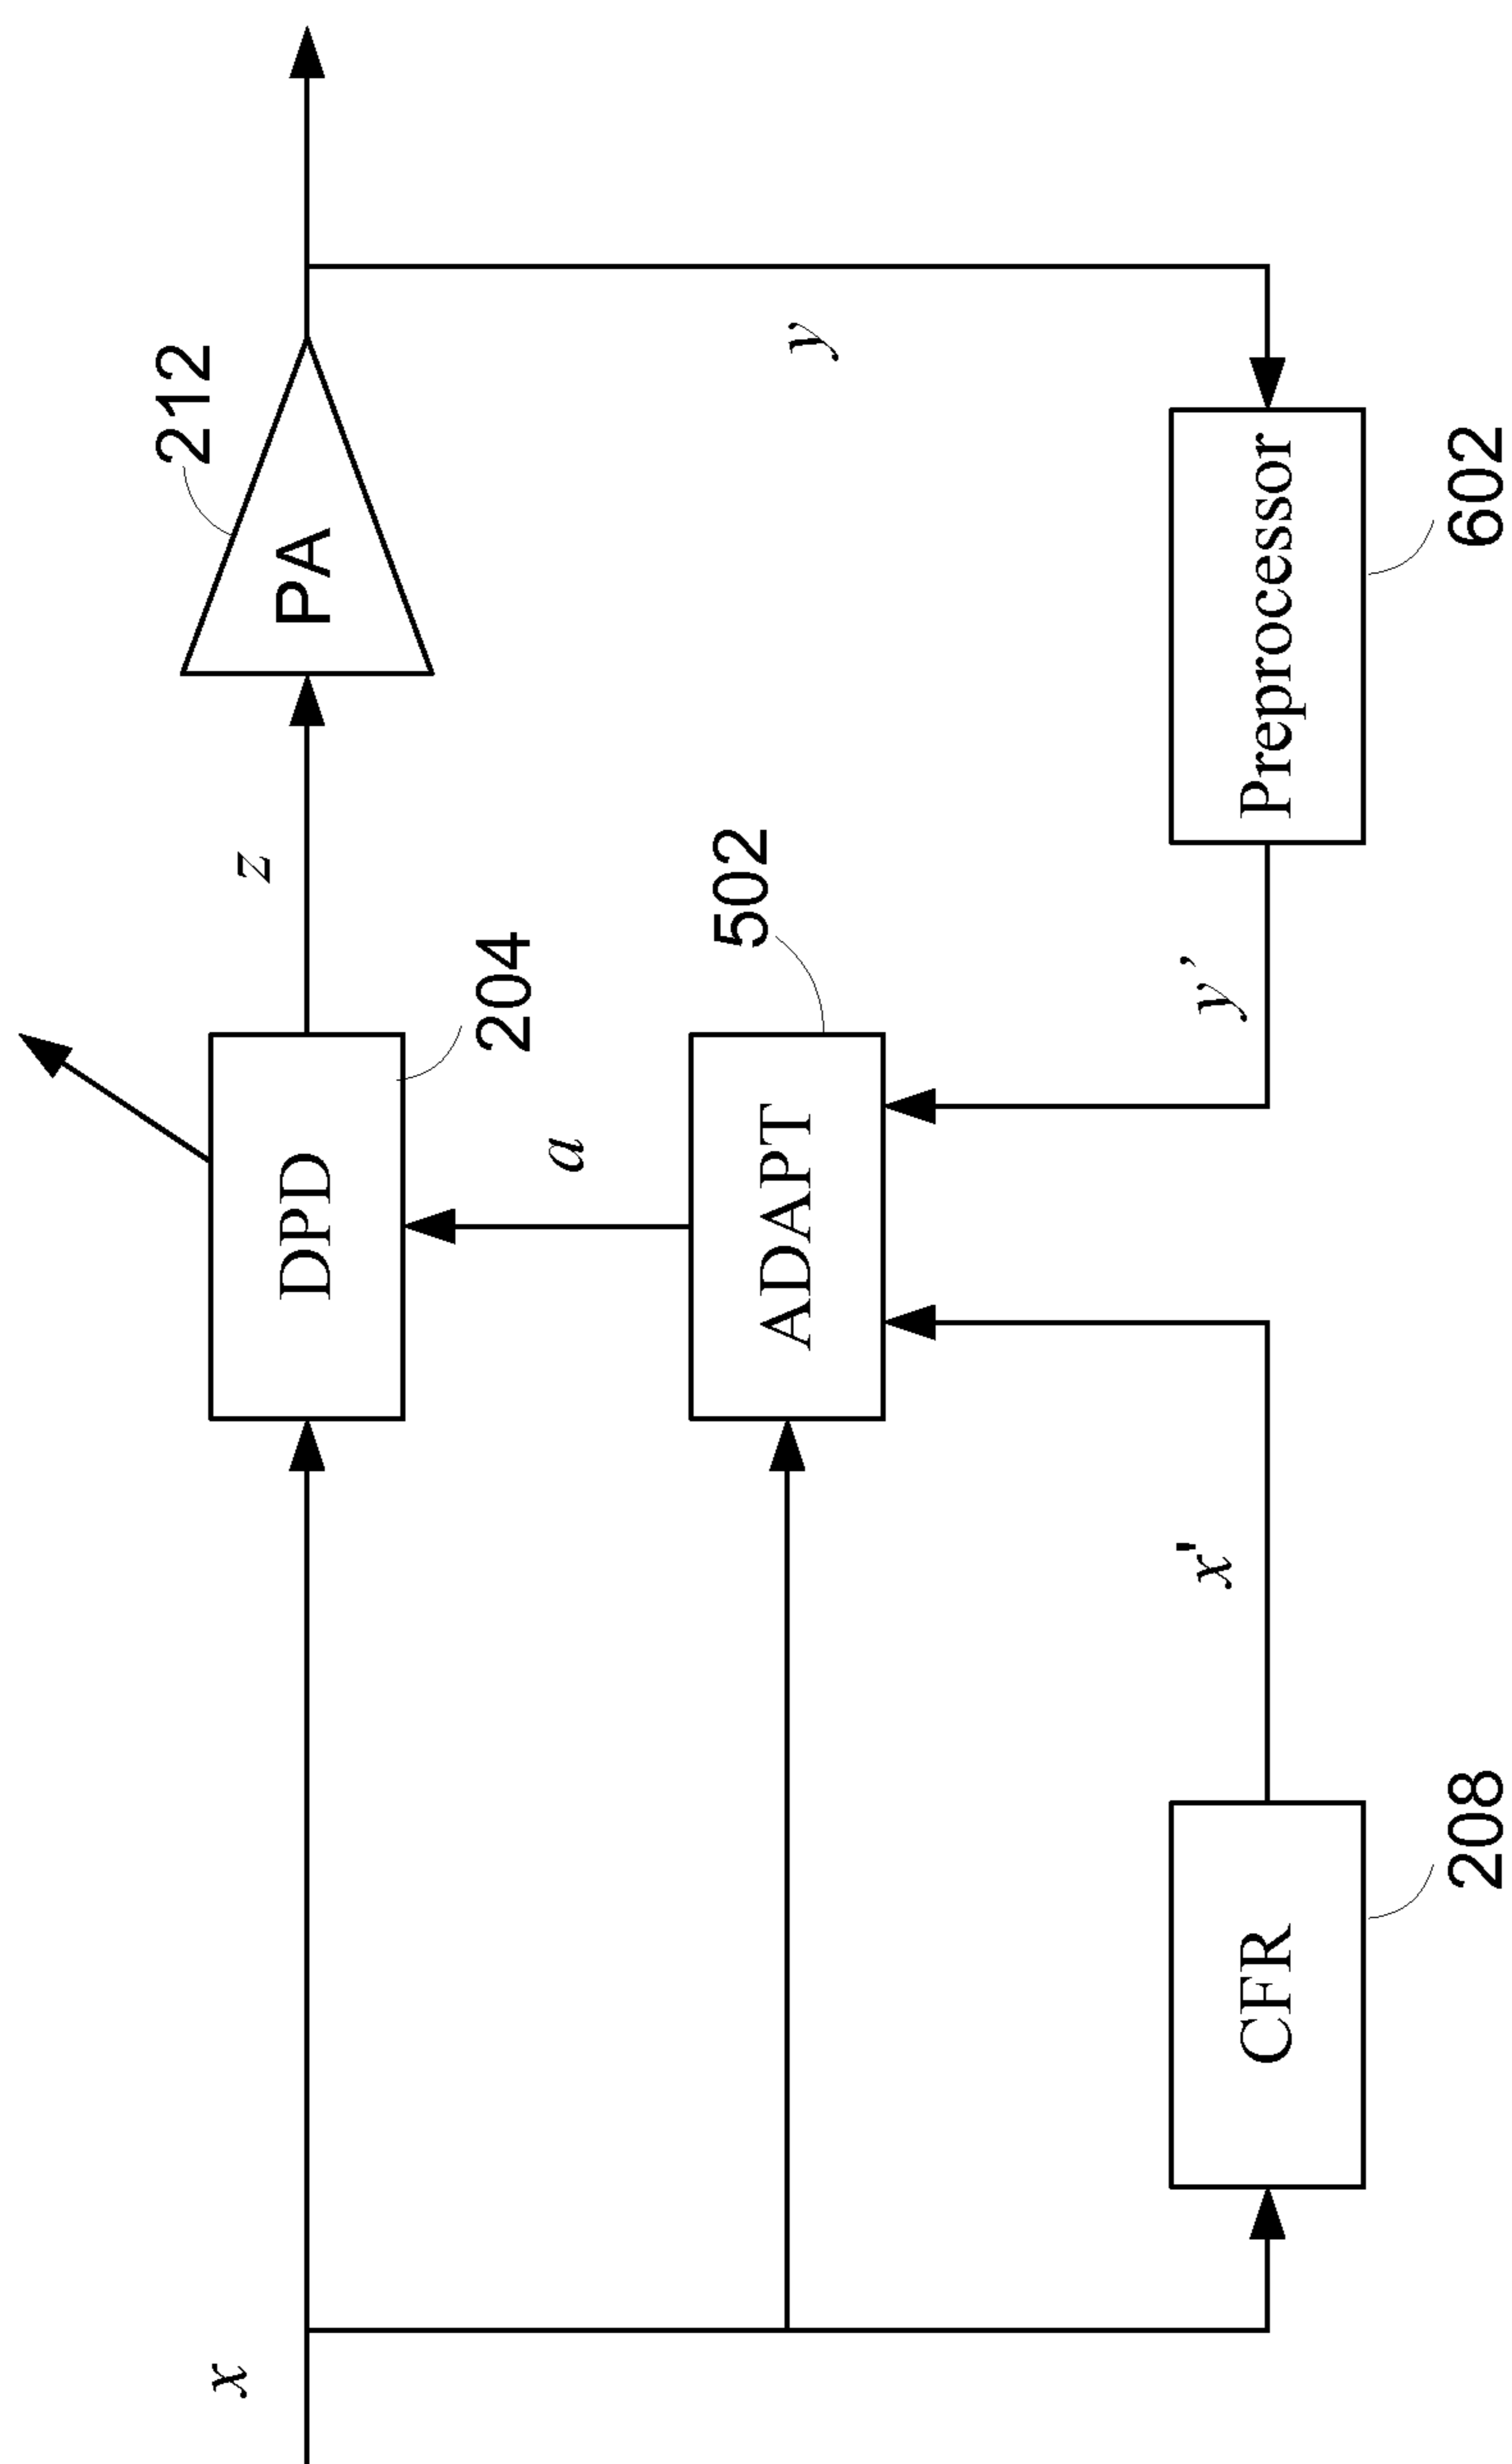 212
PA
x
z
DPD
204
y
a
502
ADAPT
x'
y’
CFR
Preprocessor
208
602